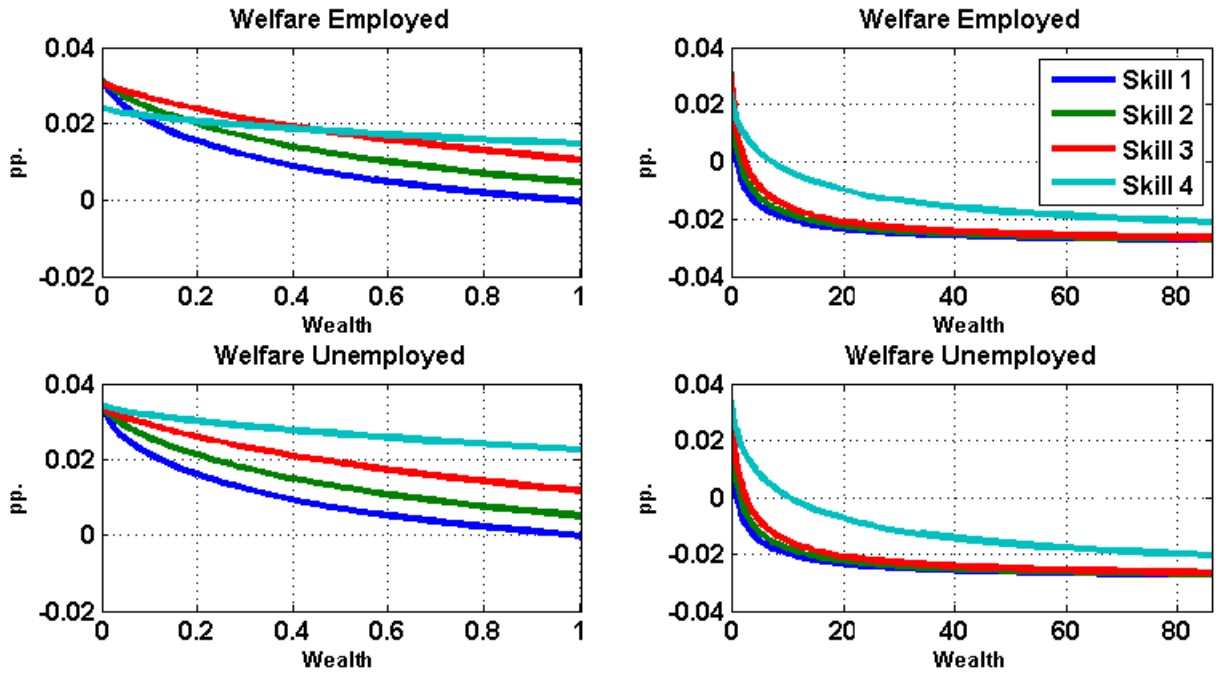 Welfare Employed
0.04
0.02
0
-0.02
pp.
0 0.2 0.4 0.6 0.8 1
Wealth
Welfare Employed
0.04
0.02
0
-0.02
-0.04
pp.
0 20 40 60 80
Wealth
Skill 1
Skill 2
Skill 3
Skill 4
Welfare Unemployed
0.04
0.02
0
-0.02
pp.
0 0.2 0.4 0.6 0.8 1
Wealth
Welfare Unemployed
0.04
0.02
0
-0.02
-0.04
pp.
0 20 40 60 80
Wealth